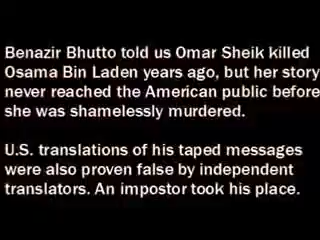 Benazir Bhutto told us Omar Sheik killed
Osama Bin Laden years ago, but her story
never reached the American public before
she was shamelessly murdered.
U.S. translations of his taped messages
were also proven false by independent
translators. An impostor took his place.